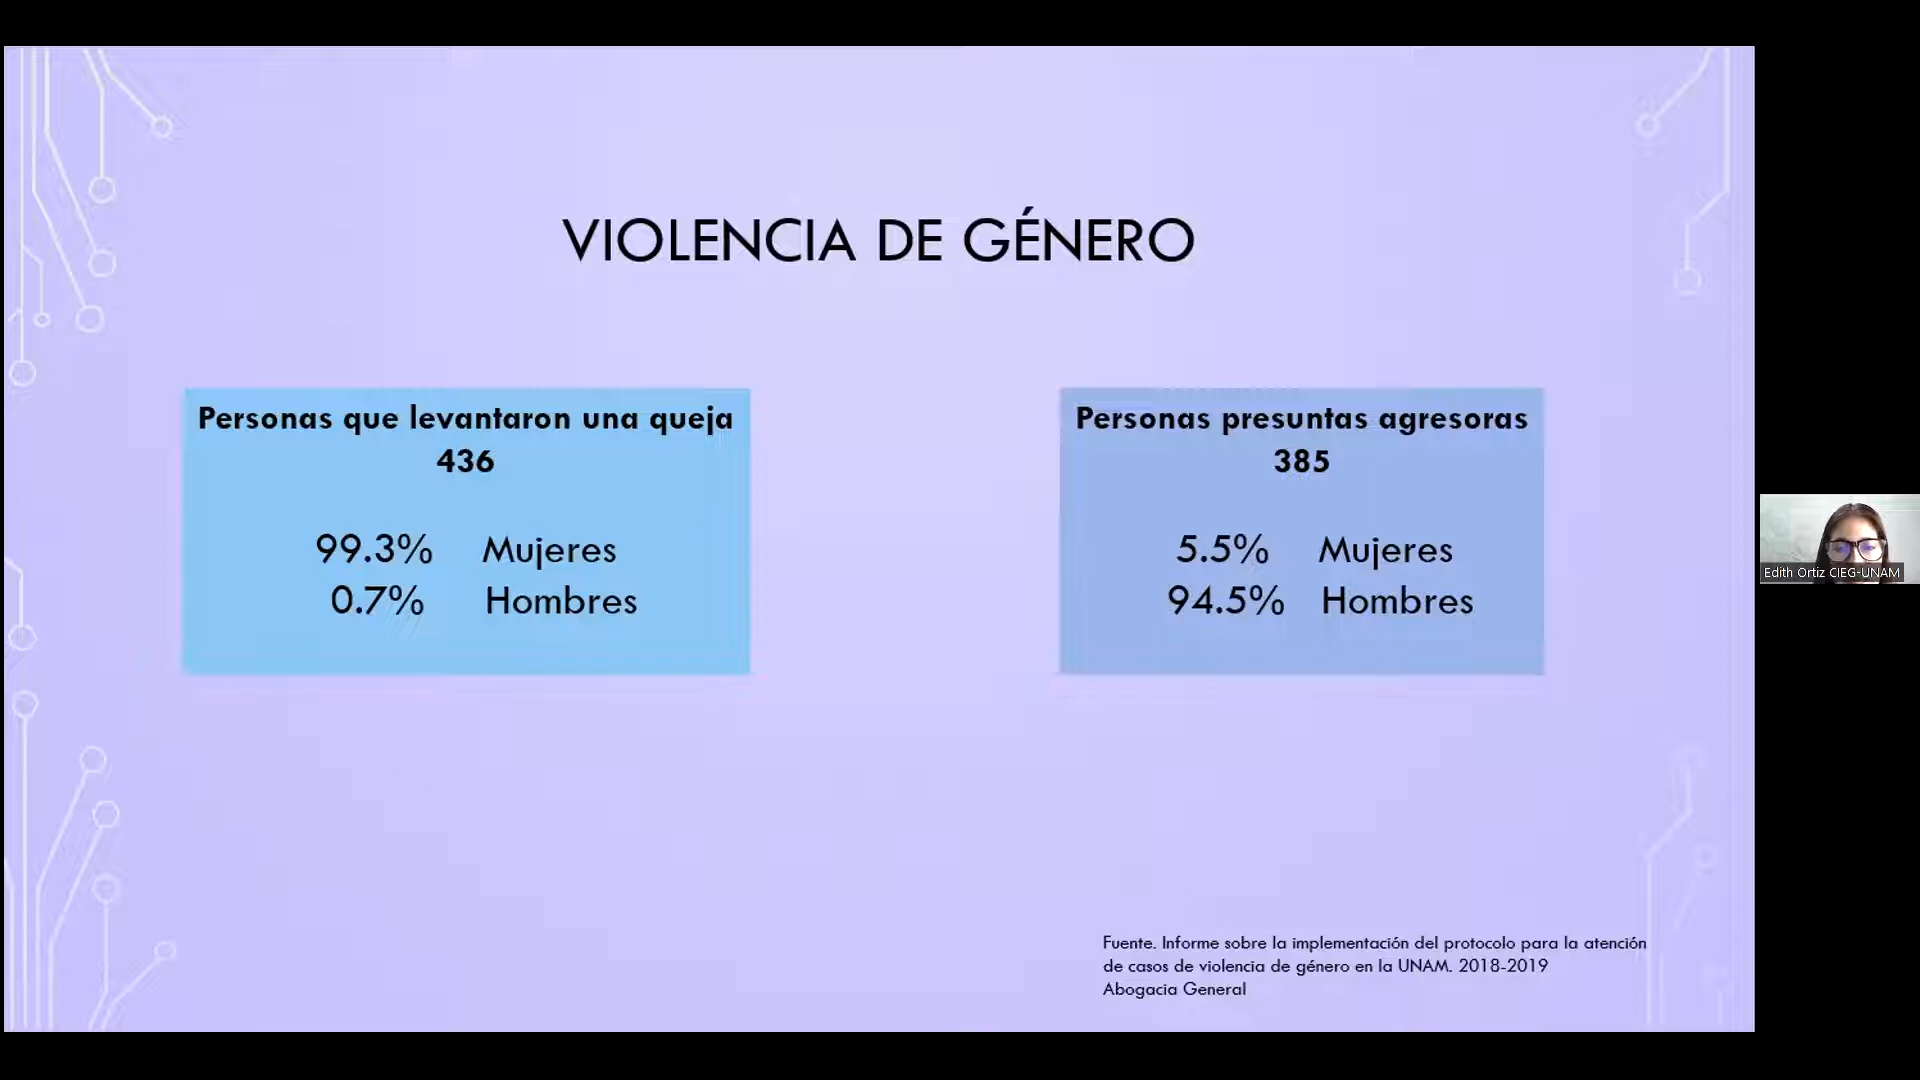 VIOLENCIA DE GÉNERO
Personas que levantaron una queja
436
99.3% Mujeres
0.7% Hombres
Personas presuntas agresoras
385
5.5% Mujeres
94.5% Hombres
Fuente. Informe sobre la implementación del protocolo para la atención
de casos de violencia de género en la UNAM. 2018-2019
Abogacia General
Edith Ortiz CIEG-UNAM